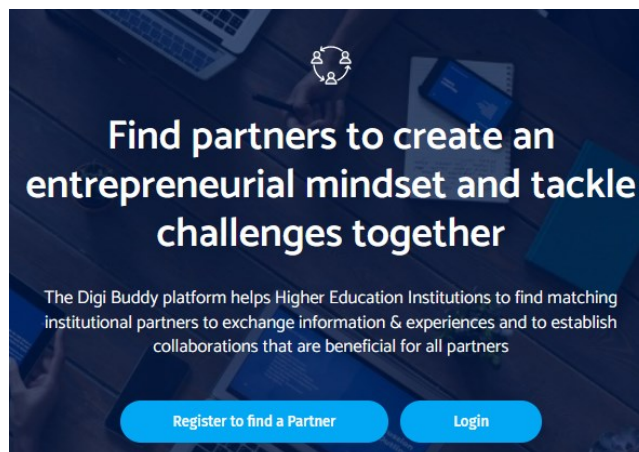 Find partners to create an
entrepreneurial mindset and tackle
challenges together
The Digi Buddy platform helps Higher Education Institutions to find matching
institutional partners to exchange information & experiences and to establish
collaborations that are beneficial for all partners
Register to find a Partner
Login